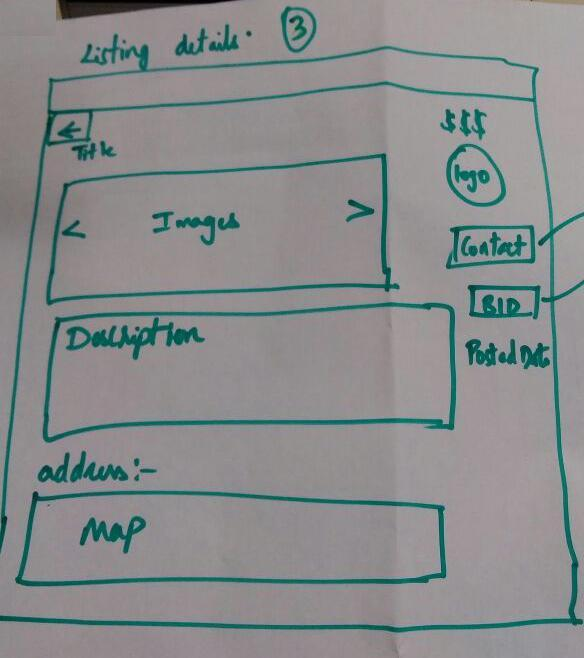 Listing details. 3
←
Title
$$$
logo
< Images >
Contact
BID
Posted Date
Description
address:-
Map